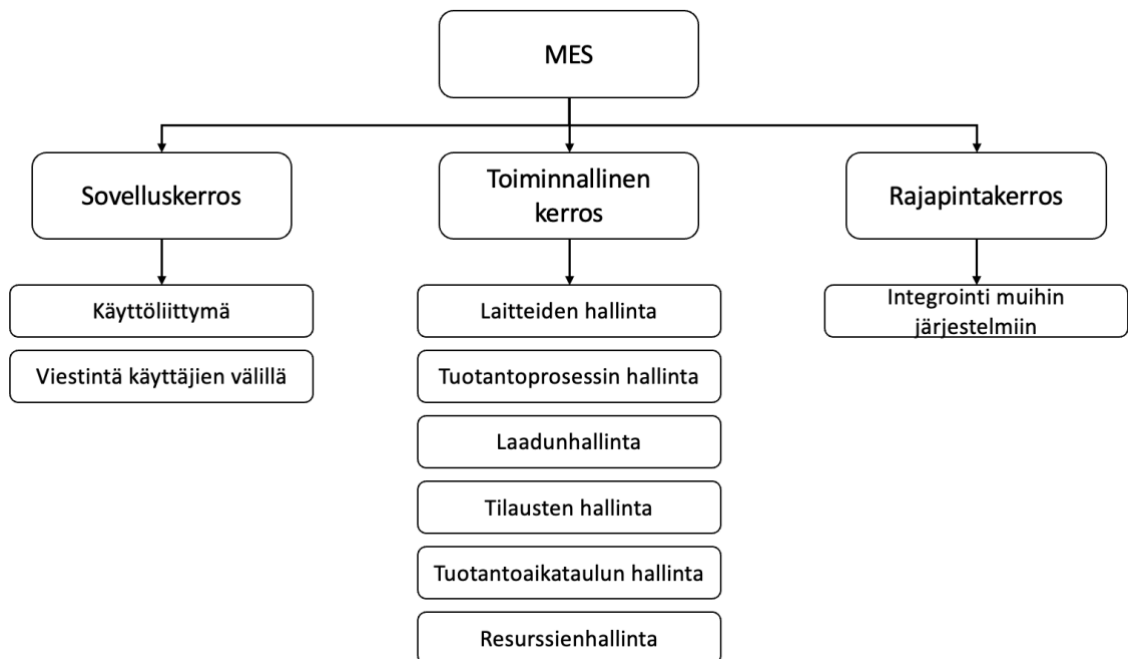 MES
Sovelluskerros
Toiminnallinen
kerros
Rajapintakerros
Käyttöliittymä
Viestintä käyttäjien välillä
Laitteiden hallinta
Tuotantoprosessin hallinta
Laadunhallinta
Tilausten hallinta
Tuotantoaikataulun hallinta
Resurssienhallinta
Integrointi muihin
järjestelmiin